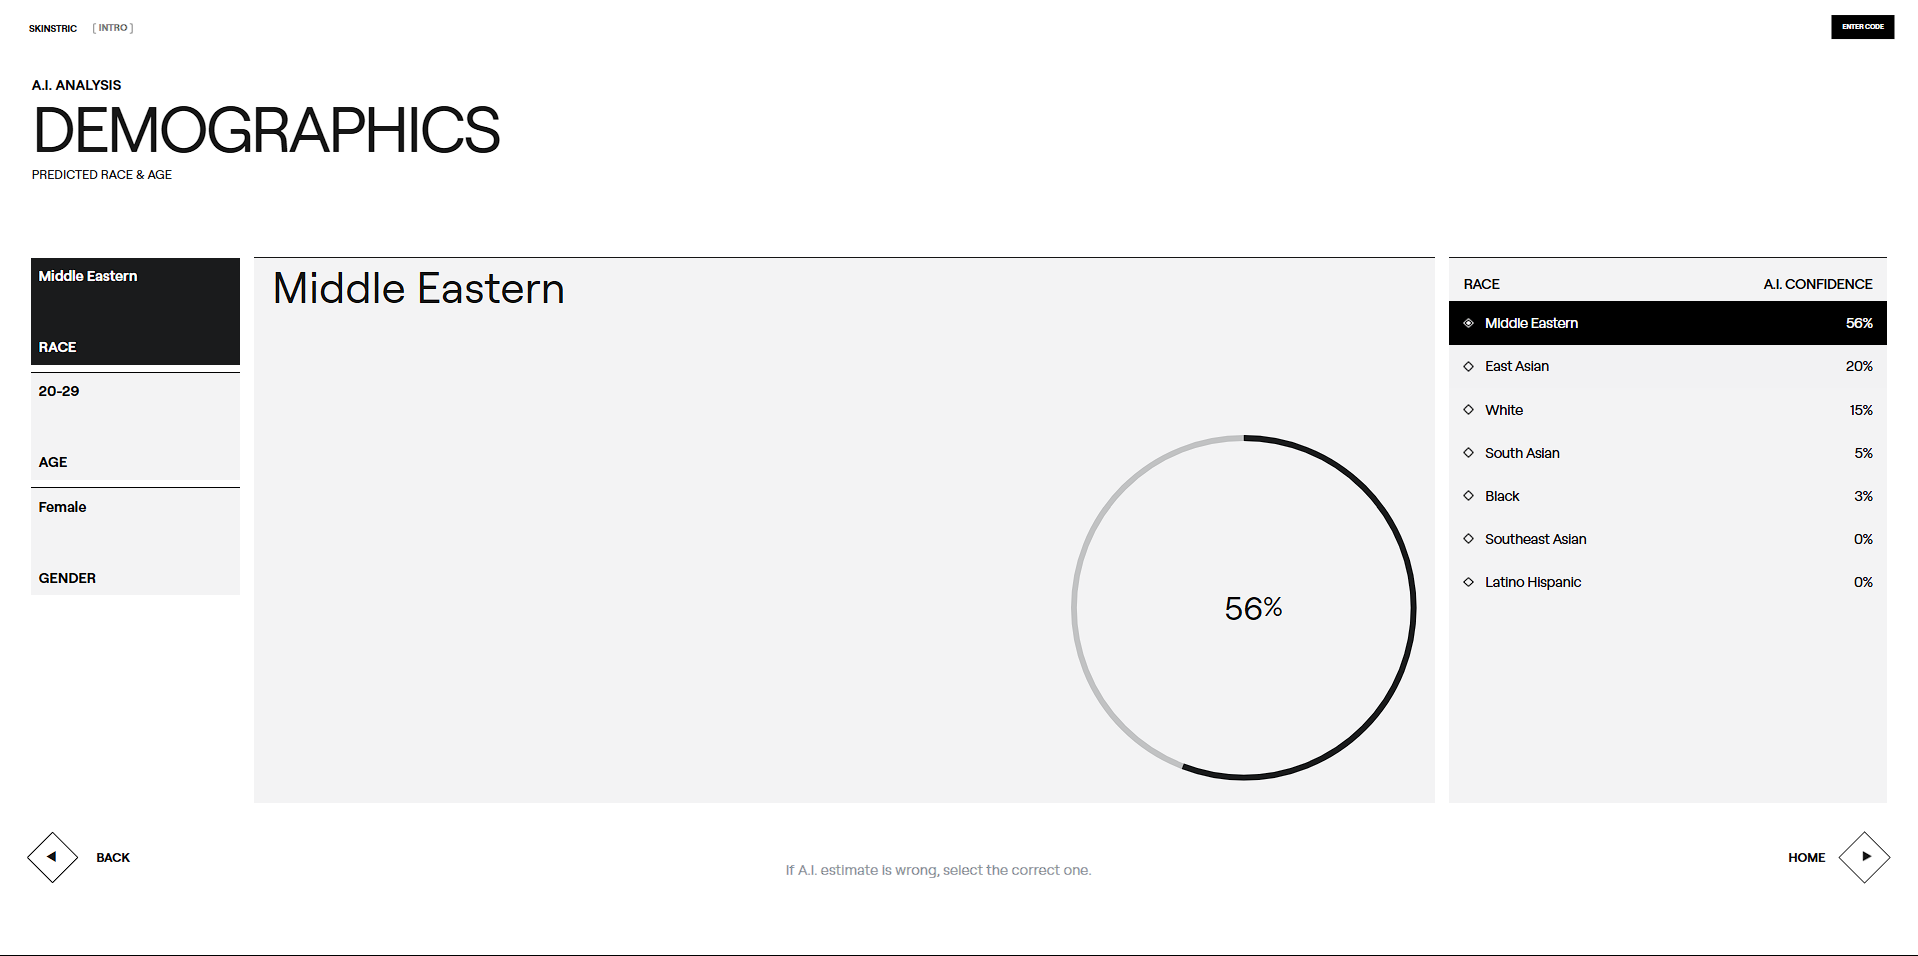 SKINSTRIC [ INTRO ]
ENTER CODE
A.I. ANALYSIS
DEMOGRAPHICS
PREDICTED RACE & AGE
Middle Eastern
RACE
20-29
AGE
Female
GENDER
Middle Eastern
56%
RACE A.I. CONFIDENCE
Middle Eastern 56%
East Asian 20%
White 15%
South Asian 5%
Black 3%
Southeast Asian 0%
Latino Hispanic 0%
BACK
If A.I. estimate is wrong, select the correct one.
HOME